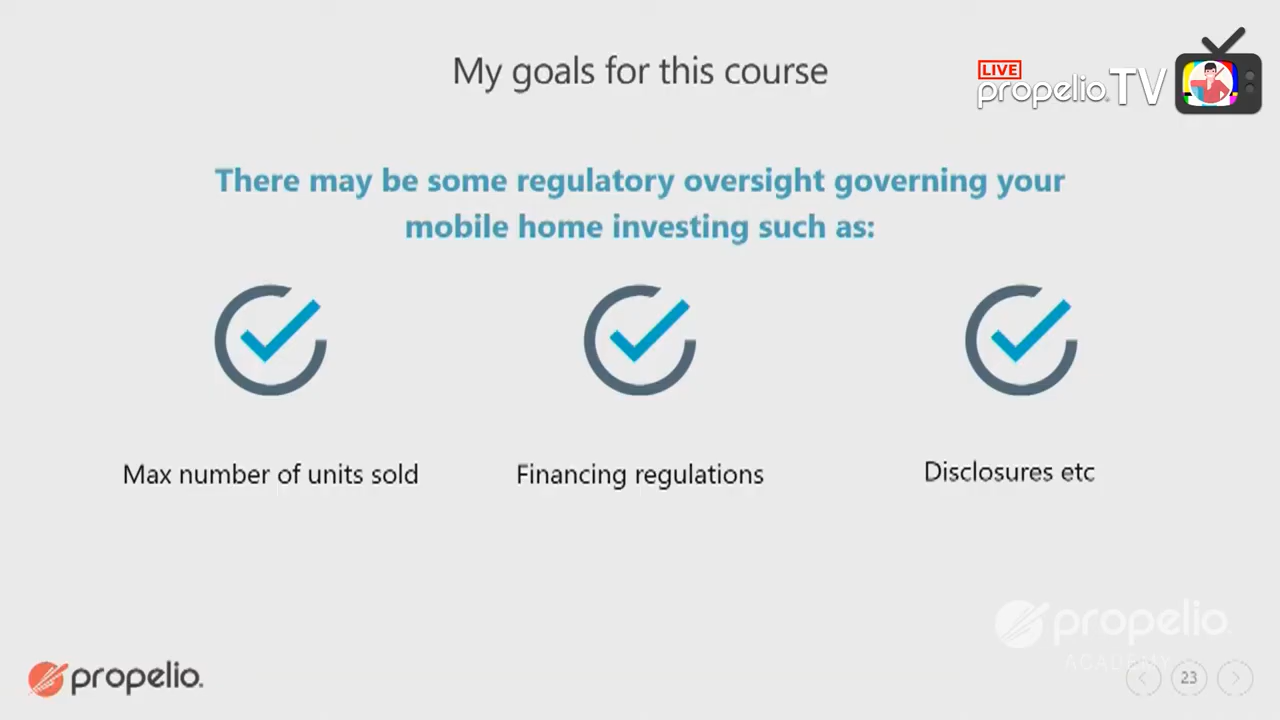 My goals for this course
LIVE
propelio.TV
There may be some regulatory oversight governing your
mobile home investing such as:
Max number of units sold
Financing regulations
Disclosures etc
propelio
ACADEMY
propelio.
23